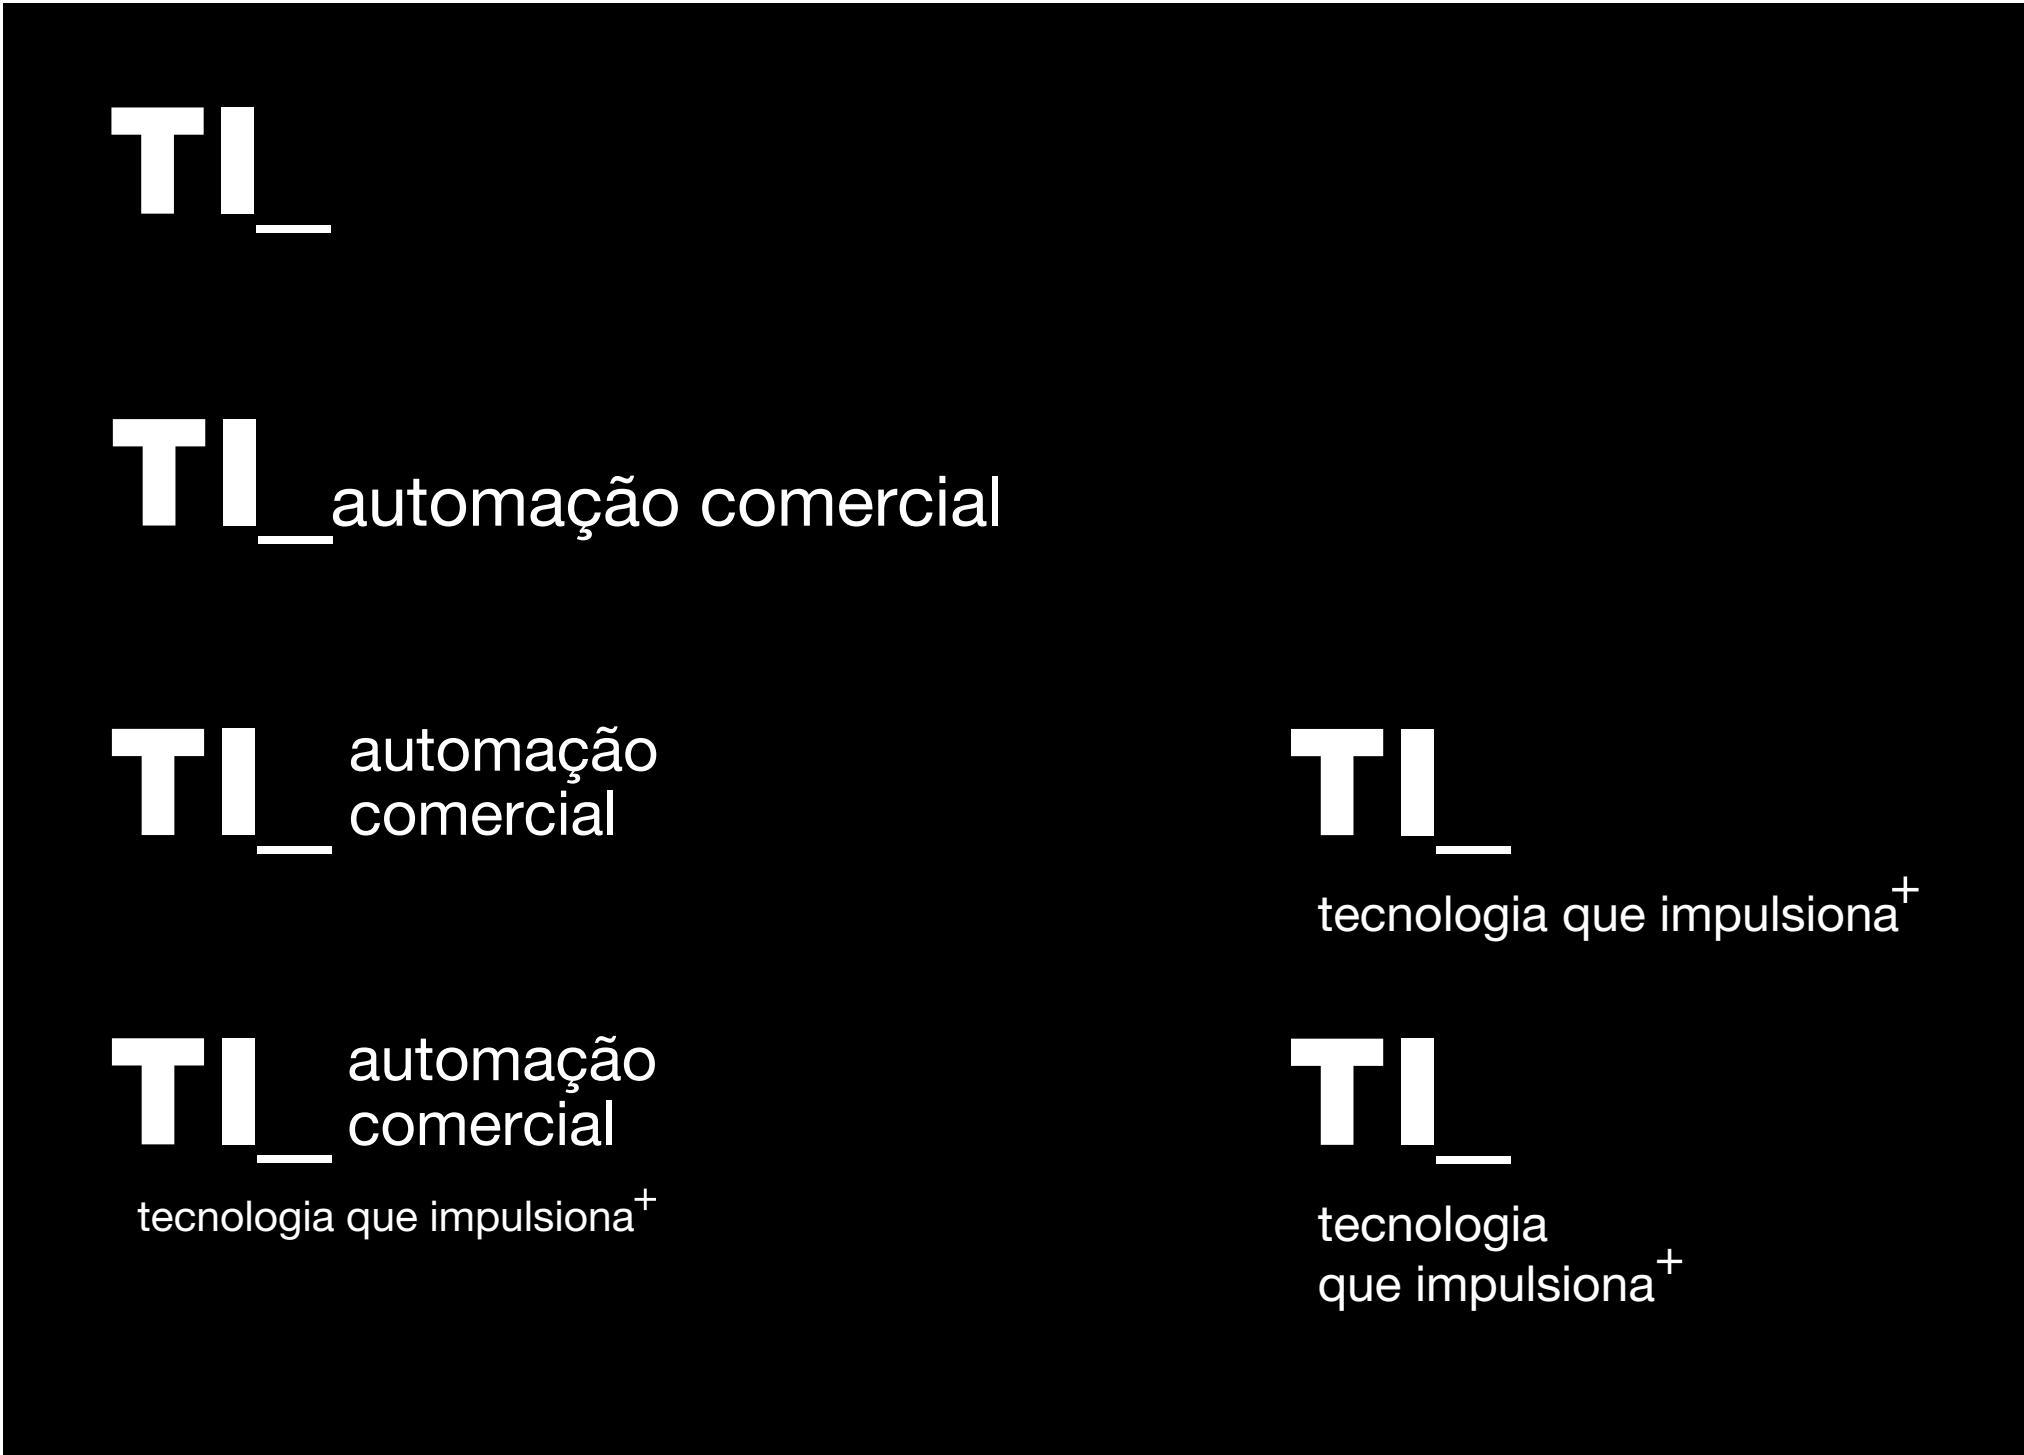 TI_
TI_automação comercial
TI_ automação
comercial
TI_
tecnologia que impulsiona+
TI_ automação
comercial
tecnologia que impulsiona+
TI_
tecnologia
que impulsiona+